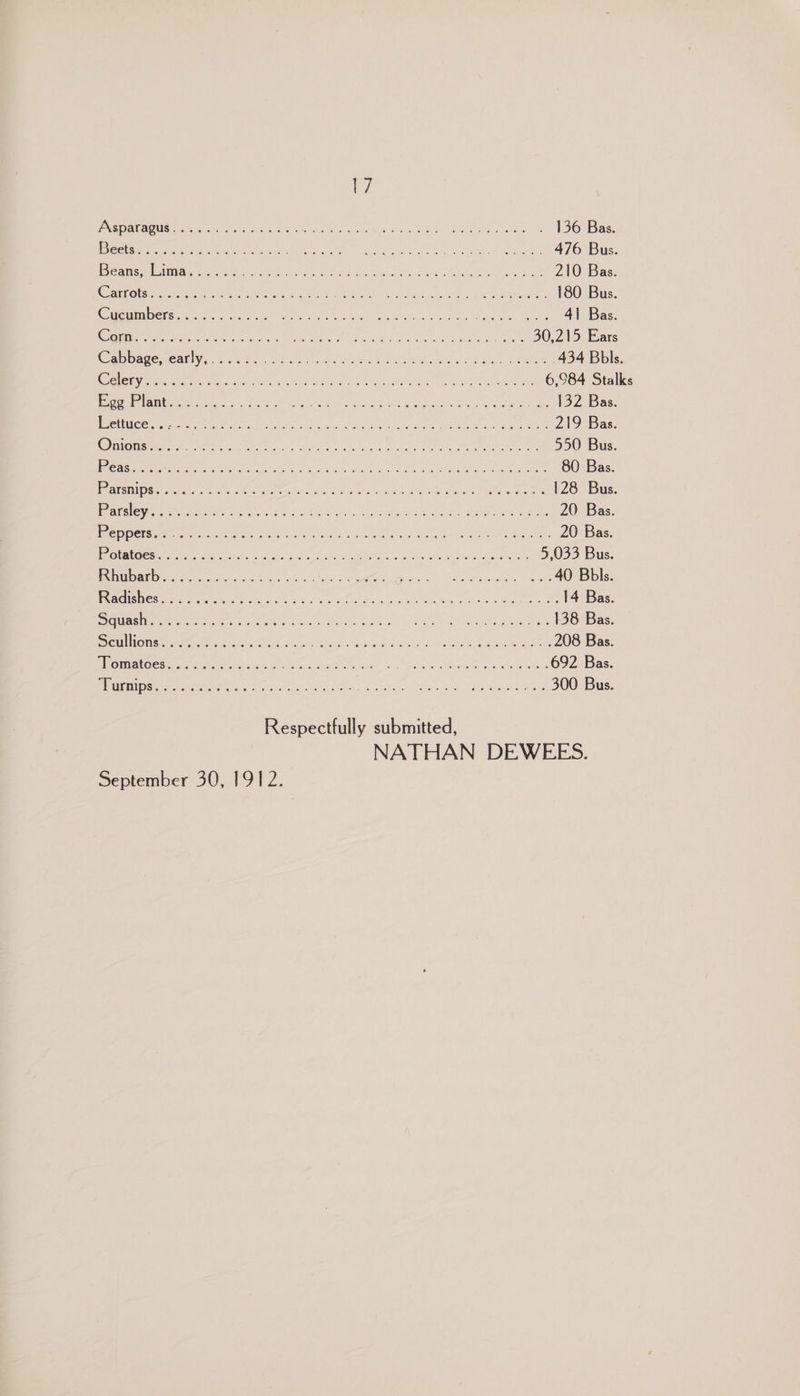 17
Asparagus . . . . . . . . . . 136 Bas.
Beets . . . . . . . . . . 476 Bus.
Beans, Lima . . . . . . . . . . 210 Bas.
Carrots . . . . . . . . . . 180 Bus.
Cucumbers . . . . . . . . . . 41 Bas.
Corn . . . . . . . . . . 30,215 Ears
Cabbage, early, . . . . . . . . . . 434 Bbls.
Celery . . . . . . . . . . 6,984 Stalks
Egg Plant . . . . . . . . . . 132 Bas.
Lettuce . . . . . . . . . . 219 Bas.
Onions . . . . . . . . . . 550 Bus.
Peas . . . . . . . . . . 80 Bas.
Parsnips . . . . . . . . . . 128 Bus.
Parsley . . . . . . . . . . 20 Bas.
Peppers . . . . . . . . . . 20 Bas.
Potatoes . . . . . . . . . . 5,033 Bus.
Rhubarb . . . . . . . . . . 40 Bbls.
Radishes . . . . . . . . . . 14 Bas.
Squash . . . . . . . . . . 138 Bas.
Scullions . . . . . . . . . . 208 Bas.
Tomatoes . . . . . . . . . . 692 Bas.
Turnips . . . . . . . . . . 300 Bus.
Respectfully submitted,
NATHAN DEWEES.
September 30, 1912.